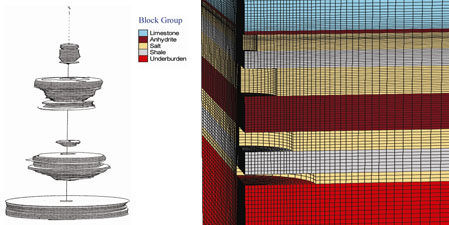 Block Group
Limestone
Anhydrite
Salt
Shale
Underburden